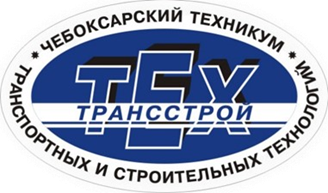 ЧЕБОКСАРСКИЙ ТЕХНИКУМ
ТЕХ
ТРАНССТРОЙ
ТРАНСПОРТНЫХ И СТРОИТЕЛЬНЫХ ТЕХНОЛОГИЙ